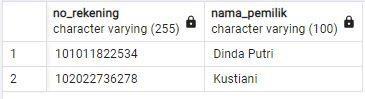 no_rekening nama_pemilik
character varying (255) character varying (100)
1 101011822534 Dinda Putri
2 102022736278 Kustiani